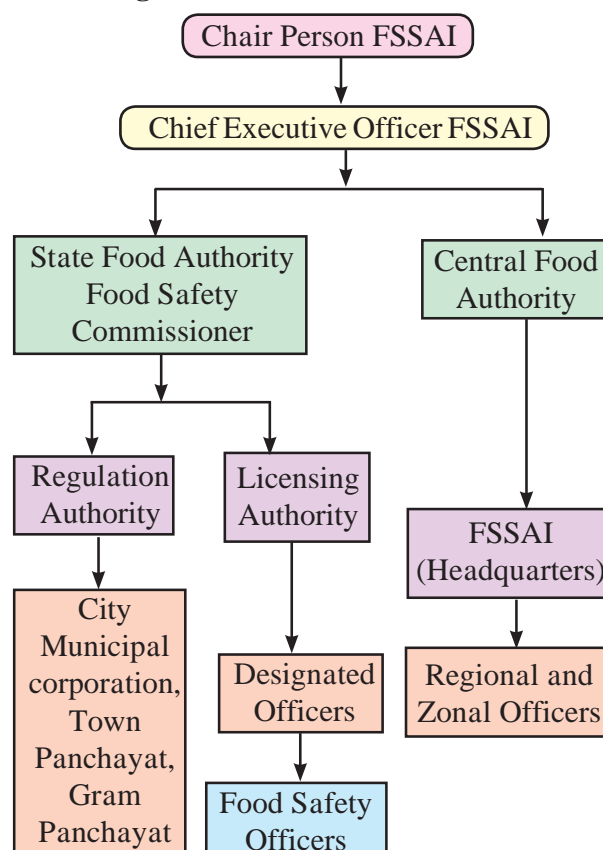 Chair Person FSSAI
Chief Executive Officer FSSAI
State Food Authority
Food Safety
Commissioner
Central Food
Authority
Regulation
Authority
Licensing
Authority
FSSAI
(Headquarters)
City
Municipal
corporation,
Town
Panchayat,
Gram
Panchayat
Designated
Officers
Regional and
Zonal Officers
Food Safety
Officers